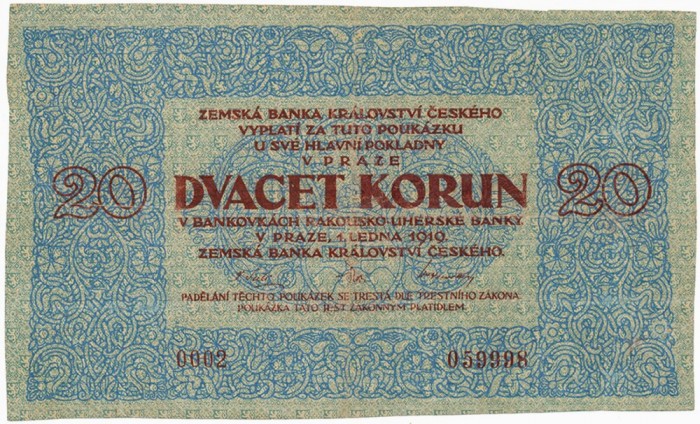 ZEMSKÁ BANKA KRÁLOVSTVÍ ČESKÉHO
VYPLATÍ ZA TUTO POUKÁZKU
U SVÉ HLAVNÍ POKLADNY
V PRAZE
20 DVACET KORUN 20
V BANKOVKÁCH RAKOUSKO-UHERSKÉ BANKY.
V PRAZE, 1. LEDNA 1919.
ZEMSKÁ BANKA KRÁLOVSTVÍ ČESKÉHO.
PADĚLÁNÍ TĚCHTO POUKÁZEK SE TRESTÁ DLE TRESTNÍHO ZÁKONA.
POUKÁZKA TATO JEST ZÁKONNÝM PLATIDLEM.
0002 059998